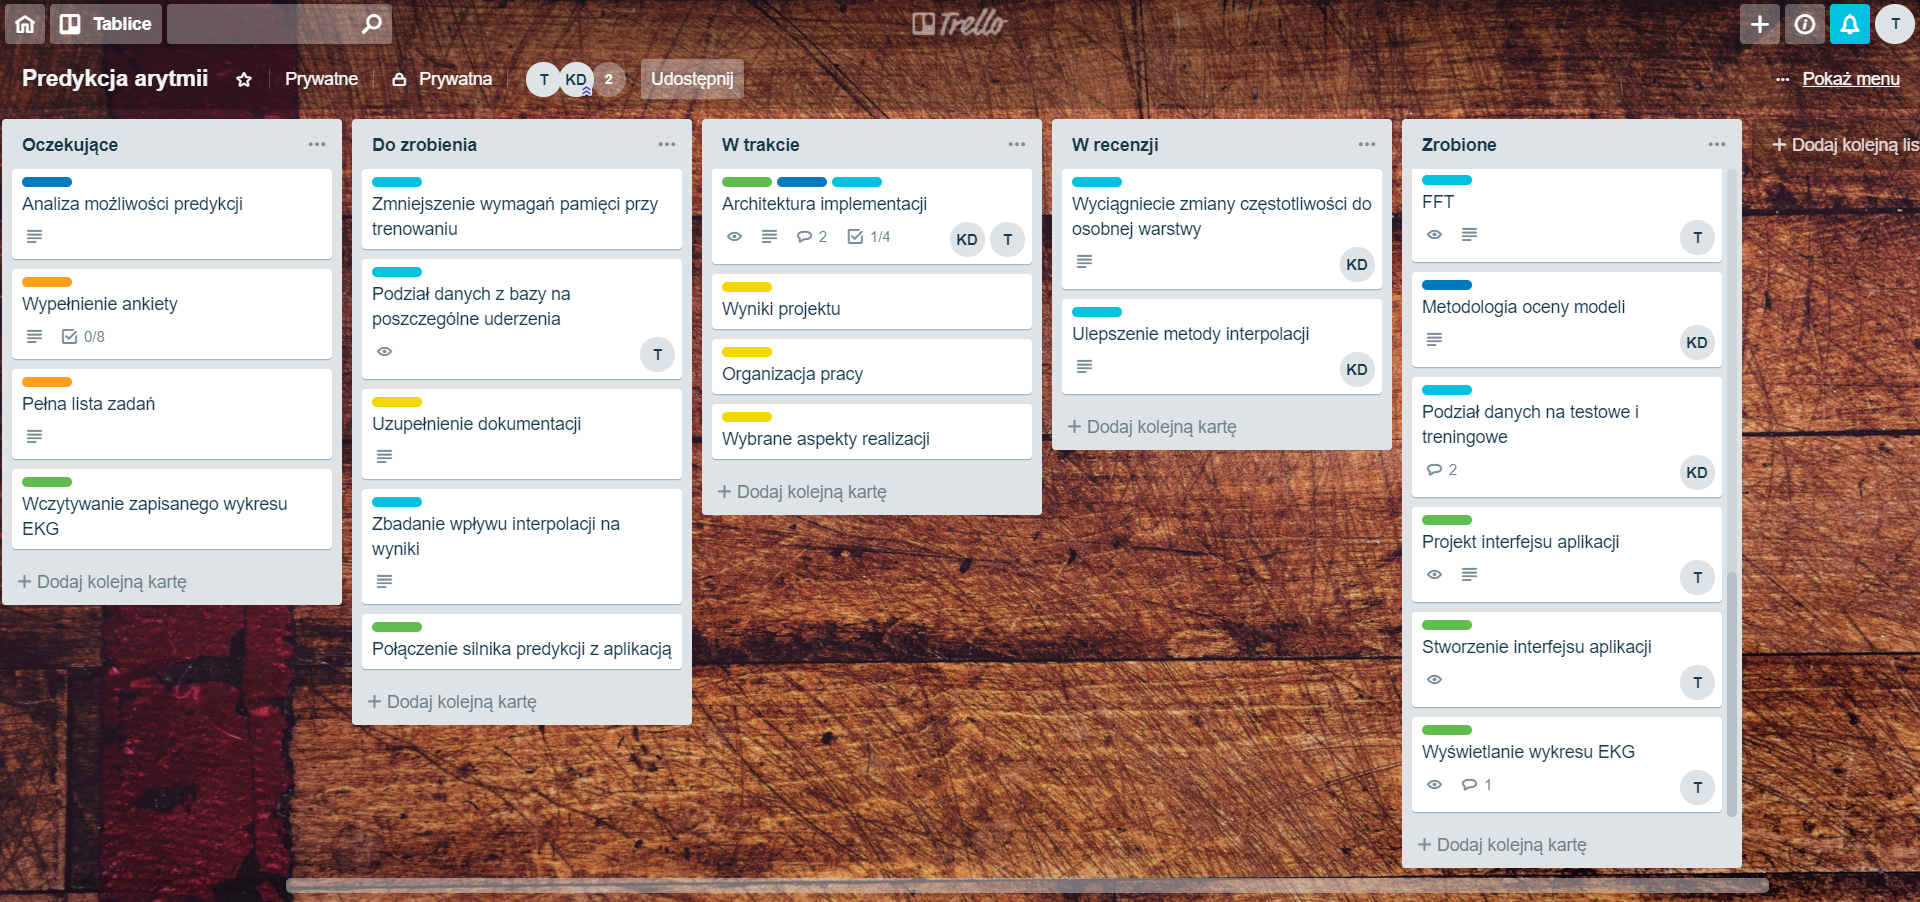 Tablice
Trello
T
Predykcja arytmii
Prywatne
Prywatna
T
KD
2
Udostępnij
... Pokaż menu
Oczekujące
Analiza możliwości predykcji
Wypełnienie ankiety
0/8
Pełna lista zadań
Wczytywanie zapisanego wykresu
EKG
+ Dodaj kolejną kartę
Do zrobienia
Zmniejszenie wymagań pamięci przy
trenowaniu
Podział danych z bazy na
poszczególne uderzenia
T
Uzupełnienie dokumentacji
Zbadanie wpływu interpolacji na
wyniki
Połączenie silnika predykcji z aplikacją
+ Dodaj kolejną kartę
W trakcie
Architektura implementacji
2
1/4
KD
T
Wyniki projektu
Organizacja pracy
Wybrane aspekty realizacji
+ Dodaj kolejną kartę
W recenzji
Wyciągniecie zmiany częstotliwości do
osobnej warstwy
KD
Ulepszenie metody interpolacji
KD
+ Dodaj kolejną kartę
Zrobione
FFT
T
Metodologia oceny modeli
KD
Podział danych na testowe i
treningowe
2
KD
Projekt interfejsu aplikacji
T
Stworzenie interfejsu aplikacji
T
Wyświetlanie wykresu EKG
1
T
+ Dodaj kolejną kartę
+ Dodaj kolejną lis